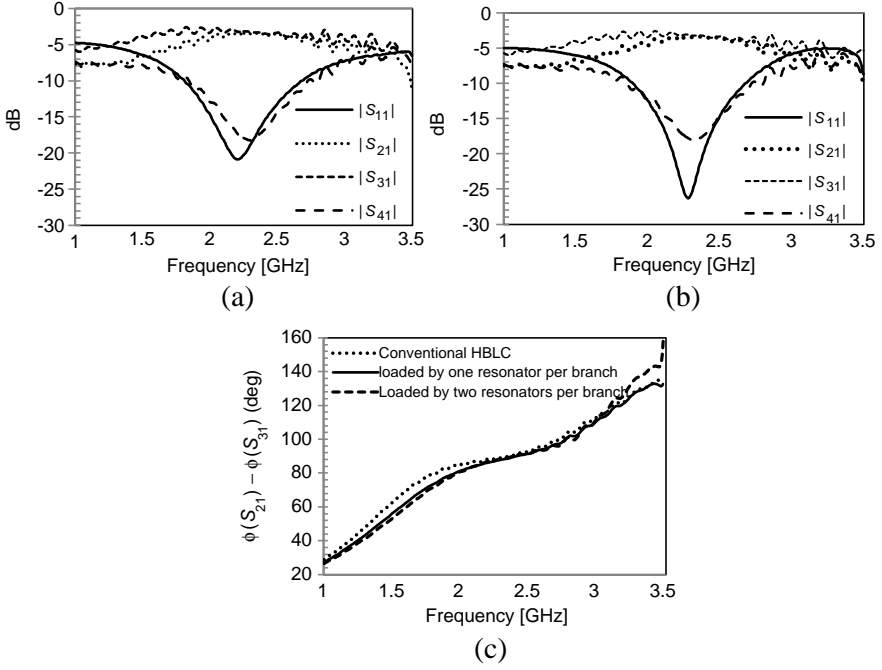 0
-5
-10
-15
-20
-25
-30
dB
|S11|
|S21|
|S31|
|S41|
1
1.5
2
2.5
3
3.5
Frequency [GHz]
(a)
0
-5
-10
-15
-20
-25
-30
dB
|S11|
|S21|
|S31|
|S41|
1
1.5
2
2.5
3
3.5
Frequency [GHz]
(b)
160
140
120
100
80
60
40
20
ϕ(S21) − ϕ(S31) (deg)
Conventional HBLC
loaded by one resonator per branch
Loaded by two resonators per branch
1
1.5
2
2.5
3
3.5
Frequency [GHz]
(c)